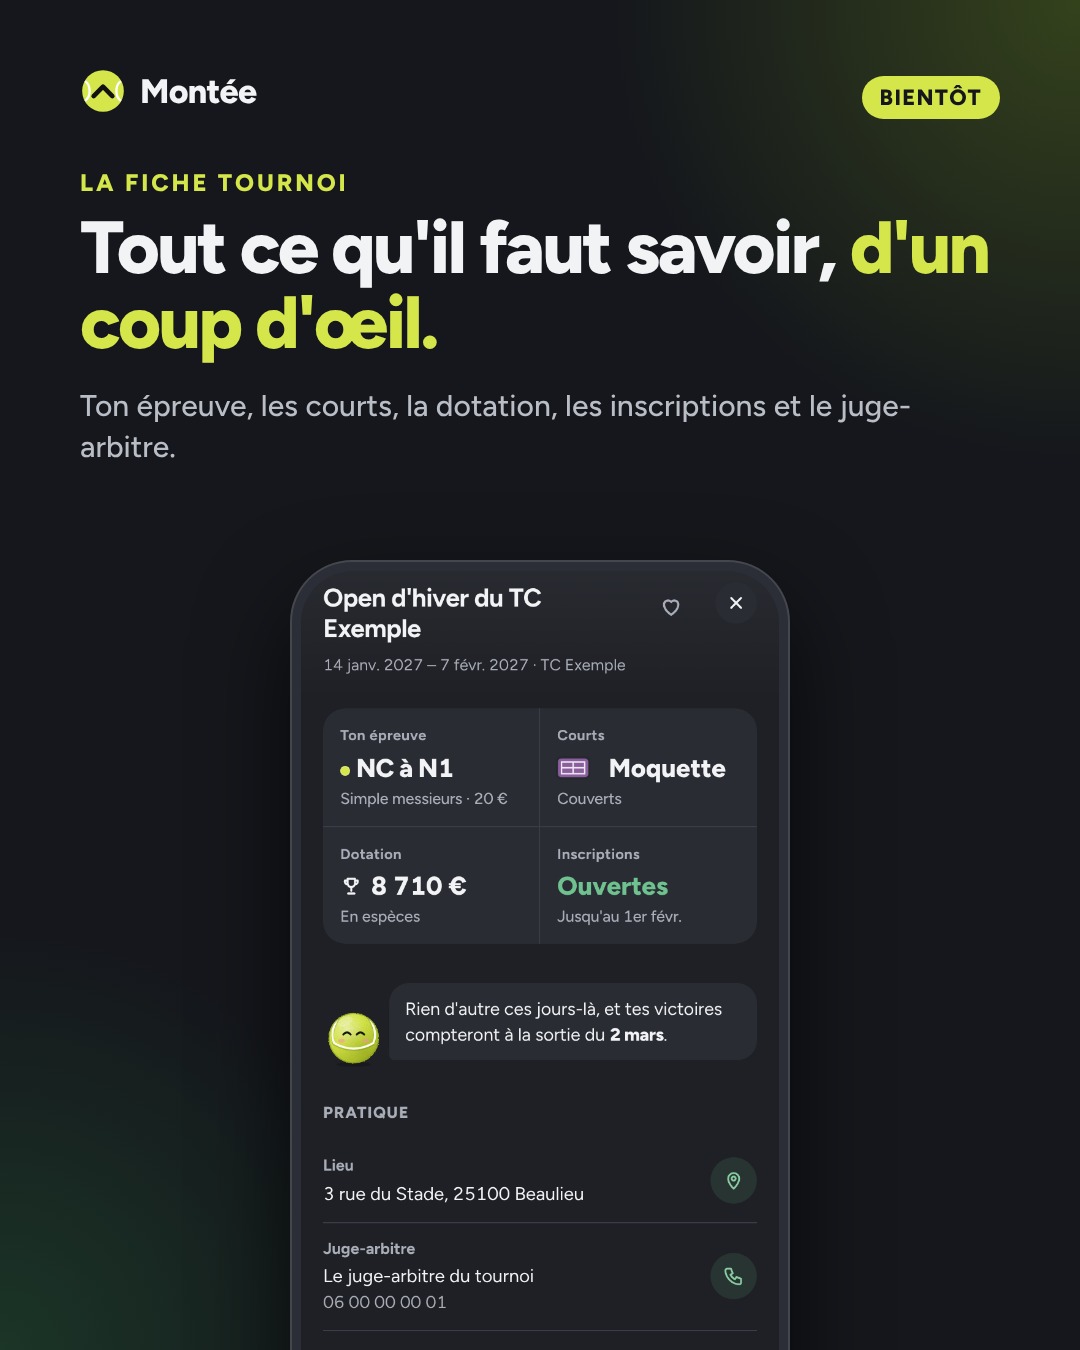 Montée
BIENTÔT
LA FICHE TOURNOI
Tout ce qu'il faut savoir, d'un
coup d'œil.
Ton épreuve, les courts, la dotation, les inscriptions et le juge-
arbitre.
Open d'hiver du TC
Exemple
14 janv. 2027 – 7 févr. 2027 · TC Exemple
Ton épreuve
NC à N1
Simple messieurs · 20 €
Courts
Moquette
Couverts
Dotation
8 710 €
En espèces
Inscriptions
Ouvertes
Jusqu'au 1er févr.
Rien d'autre ces jours-là, et tes victoires
compteront à la sortie du 2 mars.
PRATIQUE
Lieu
3 rue du Stade, 25100 Beaulieu
Juge-arbitre
Le juge-arbitre du tournoi
06 00 00 00 01